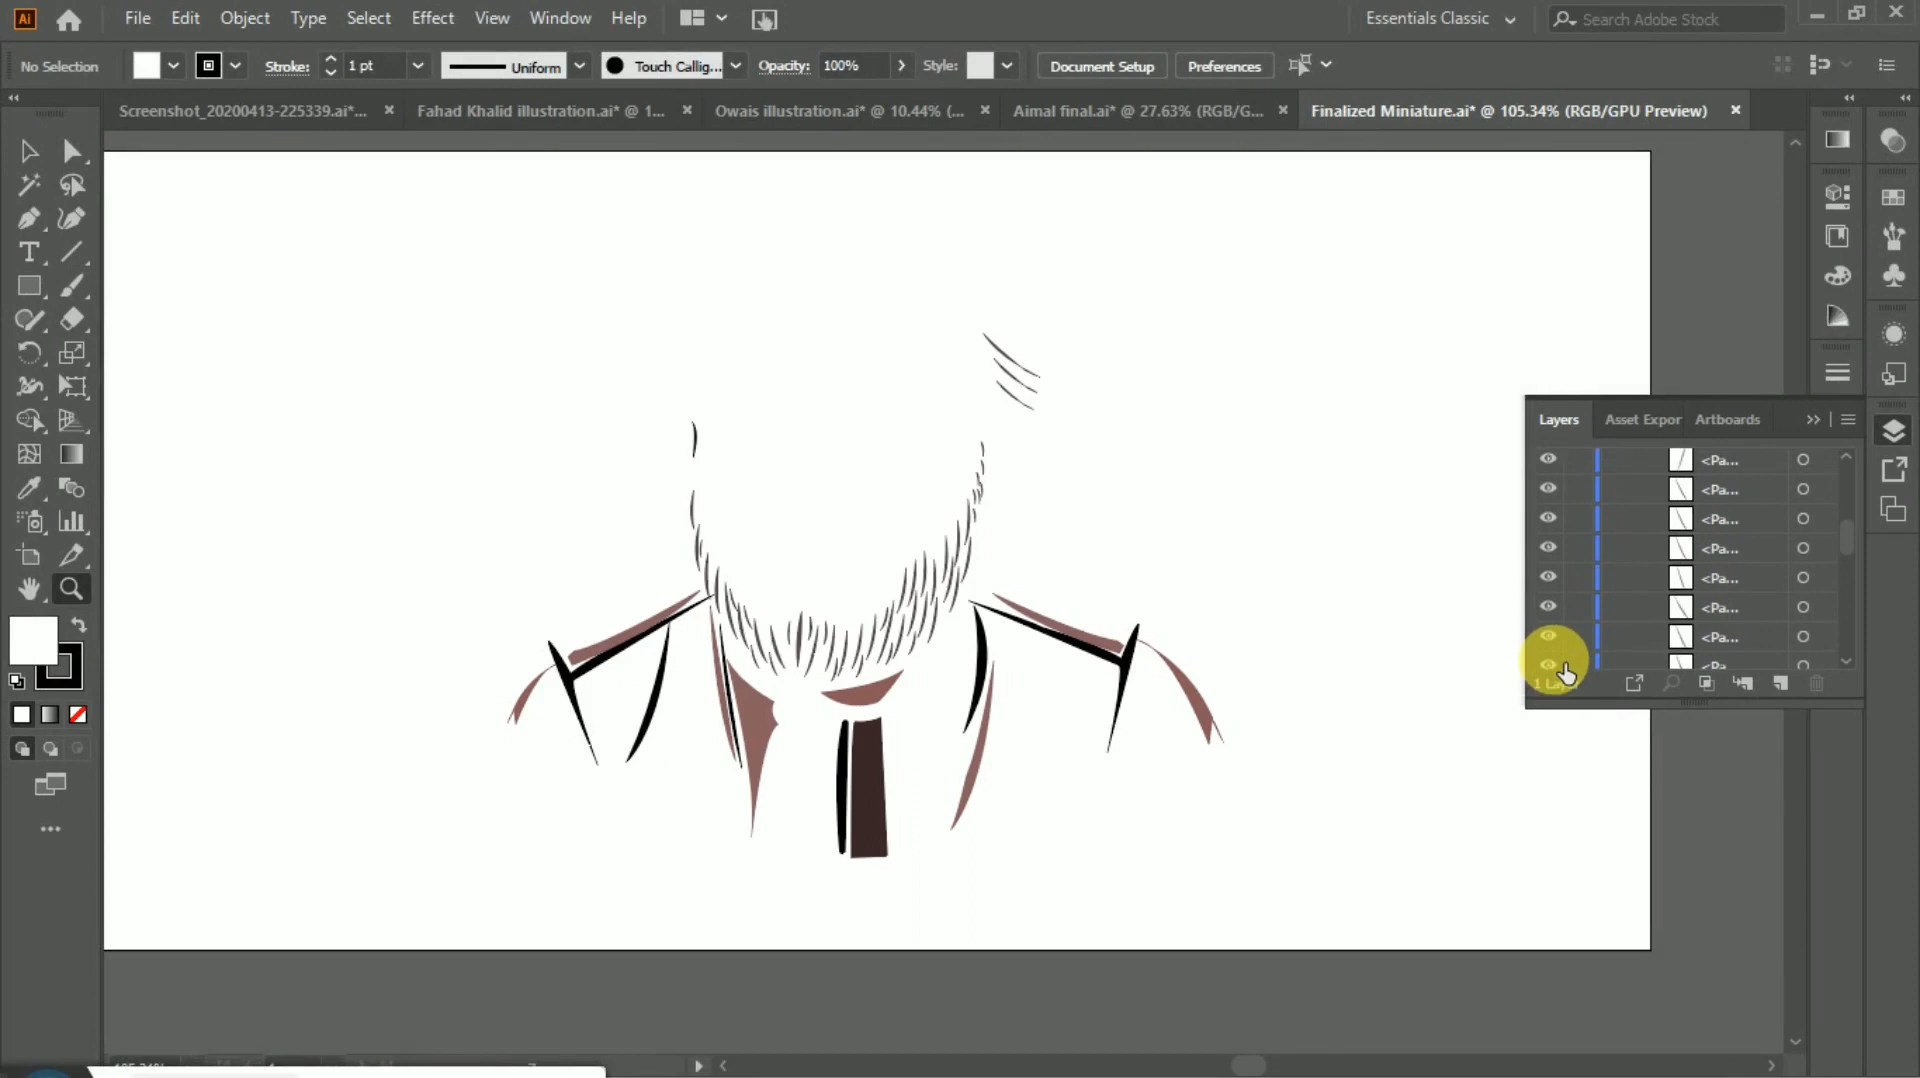 Ai File Edit Object Type Select Effect View Window Help Essentials Classic Search Adobe Stock
No Selection Stroke: 1 pt Uniform Touch Callig... Opacity: 100% Style: Document Setup Preferences
Screenshot_20200413-225339.ai*... Fahad Khalid illustration.ai* @ 1... Owais illustration.ai* @ 10.44% (... Aimal final.ai* @ 27.63% (RGB/G... Finalized Miniature.ai* @ 105.34% (RGB/GPU Preview)
Layers Asset Expor Artboards
<Pa...
<Pa...
<Pa...
<Pa...
<Pa...
<Pa...
<Pa...
<Pa...